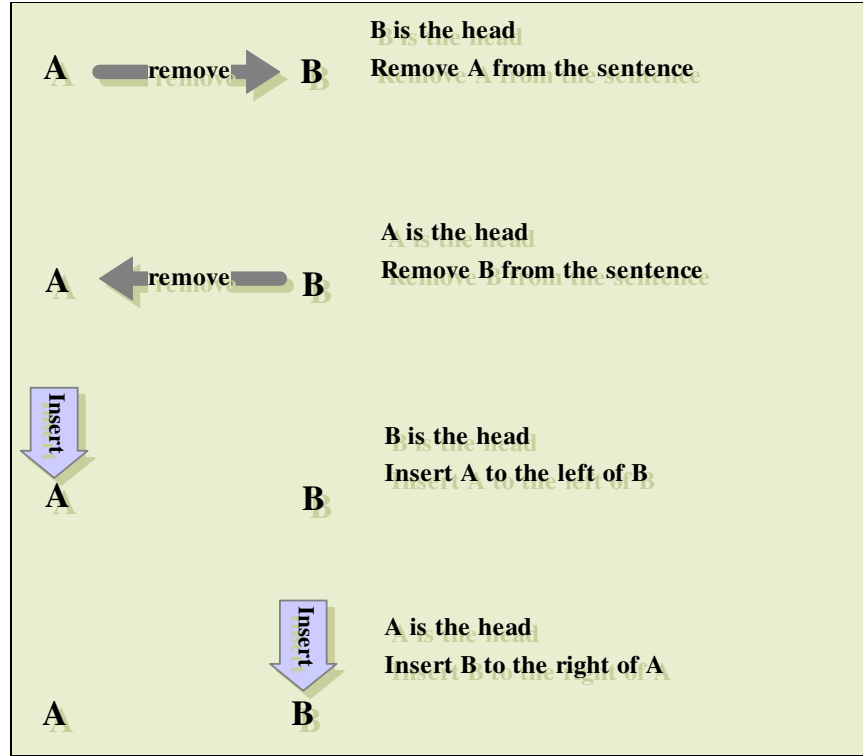 B is the head
A remove B Remove A from the sentence
A is the head
A remove B Remove B from the sentence
Insert
B is the head
Insert A to the left of B
A B
Insert
A is the head
Insert B to the right of A
A B